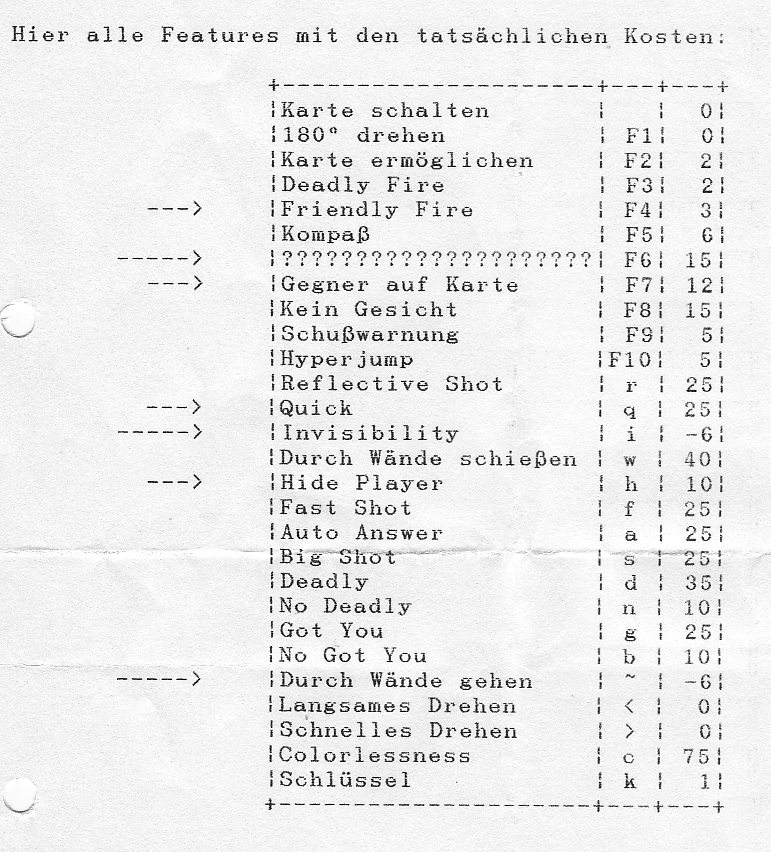 Hier alle Features mit den tatsächlichen Kosten:
+---------------------+---+---+
|Karte schalten | | 0|
|180° drehen | F1| 0|
|Karte ermöglichen | F2| 2|
|Deadly Fire | F3| 2|
---> |Friendly Fire | F4| 3|
|Kompaß | F5| 6|
-----> |?????????????????????| F6| 15|
---> |Gegner auf Karte | F7| 12|
|Kein Gesicht | F8| 15|
|Schußwarnung | F9| 5|
|Hyperjump |F10| 5|
|Reflective Shot | r | 25|
---> |Quick | q | 25|
-----> |Invisibility | i | -6|
|Durch Wände schießen | w | 40|
---> |Hide Player | h | 10|
|Fast Shot | f | 25|
|Auto Answer | a | 25|
|Big Shot | s | 25|
|Deadly | d | 35|
|No Deadly | n | 10|
|Got You | g | 25|
|No Got You | b | 10|
-----> |Durch Wände gehen | ~ | -6|
|Langsames Drehen | < | 0|
|Schnelles Drehen | > | 0|
|Colorlessness | c | 75|
|Schlüssel | k | 1|
+---------------------+---+---+